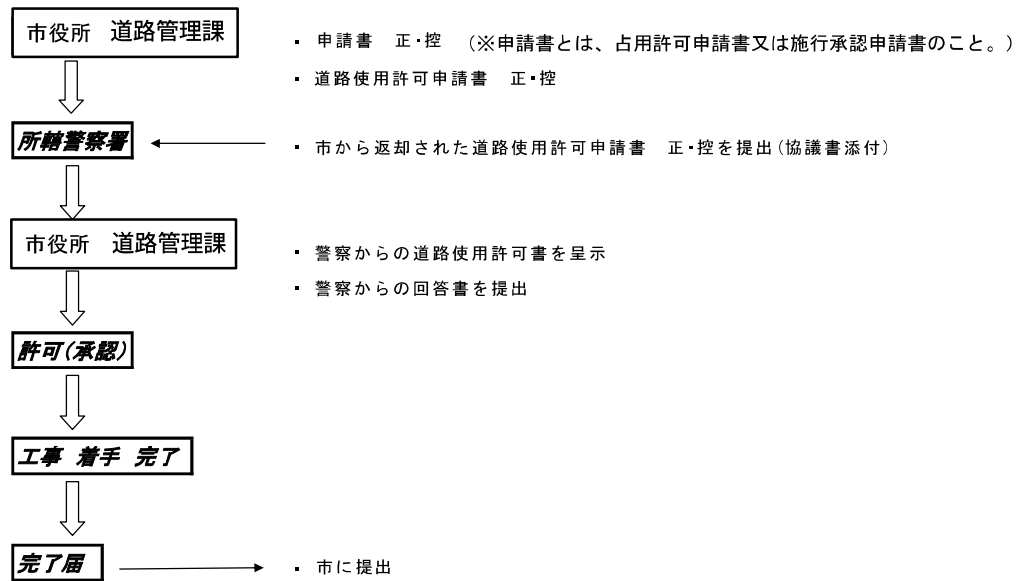 市役所　道路管理課
・ 申請書　正・控　（※申請書とは、占用許可申請書又は施行承認申請書のこと。）
・ 道路使用許可申請書　正・控
所轄警察署
・ 市から返却された道路使用許可申請書　正・控を提出（協議書添付）
市役所　道路管理課
・ 警察からの道路使用許可書を呈示
・ 警察からの回答書を提出
許可（承認）
工事　着手　完了
完了届
・ 市に提出